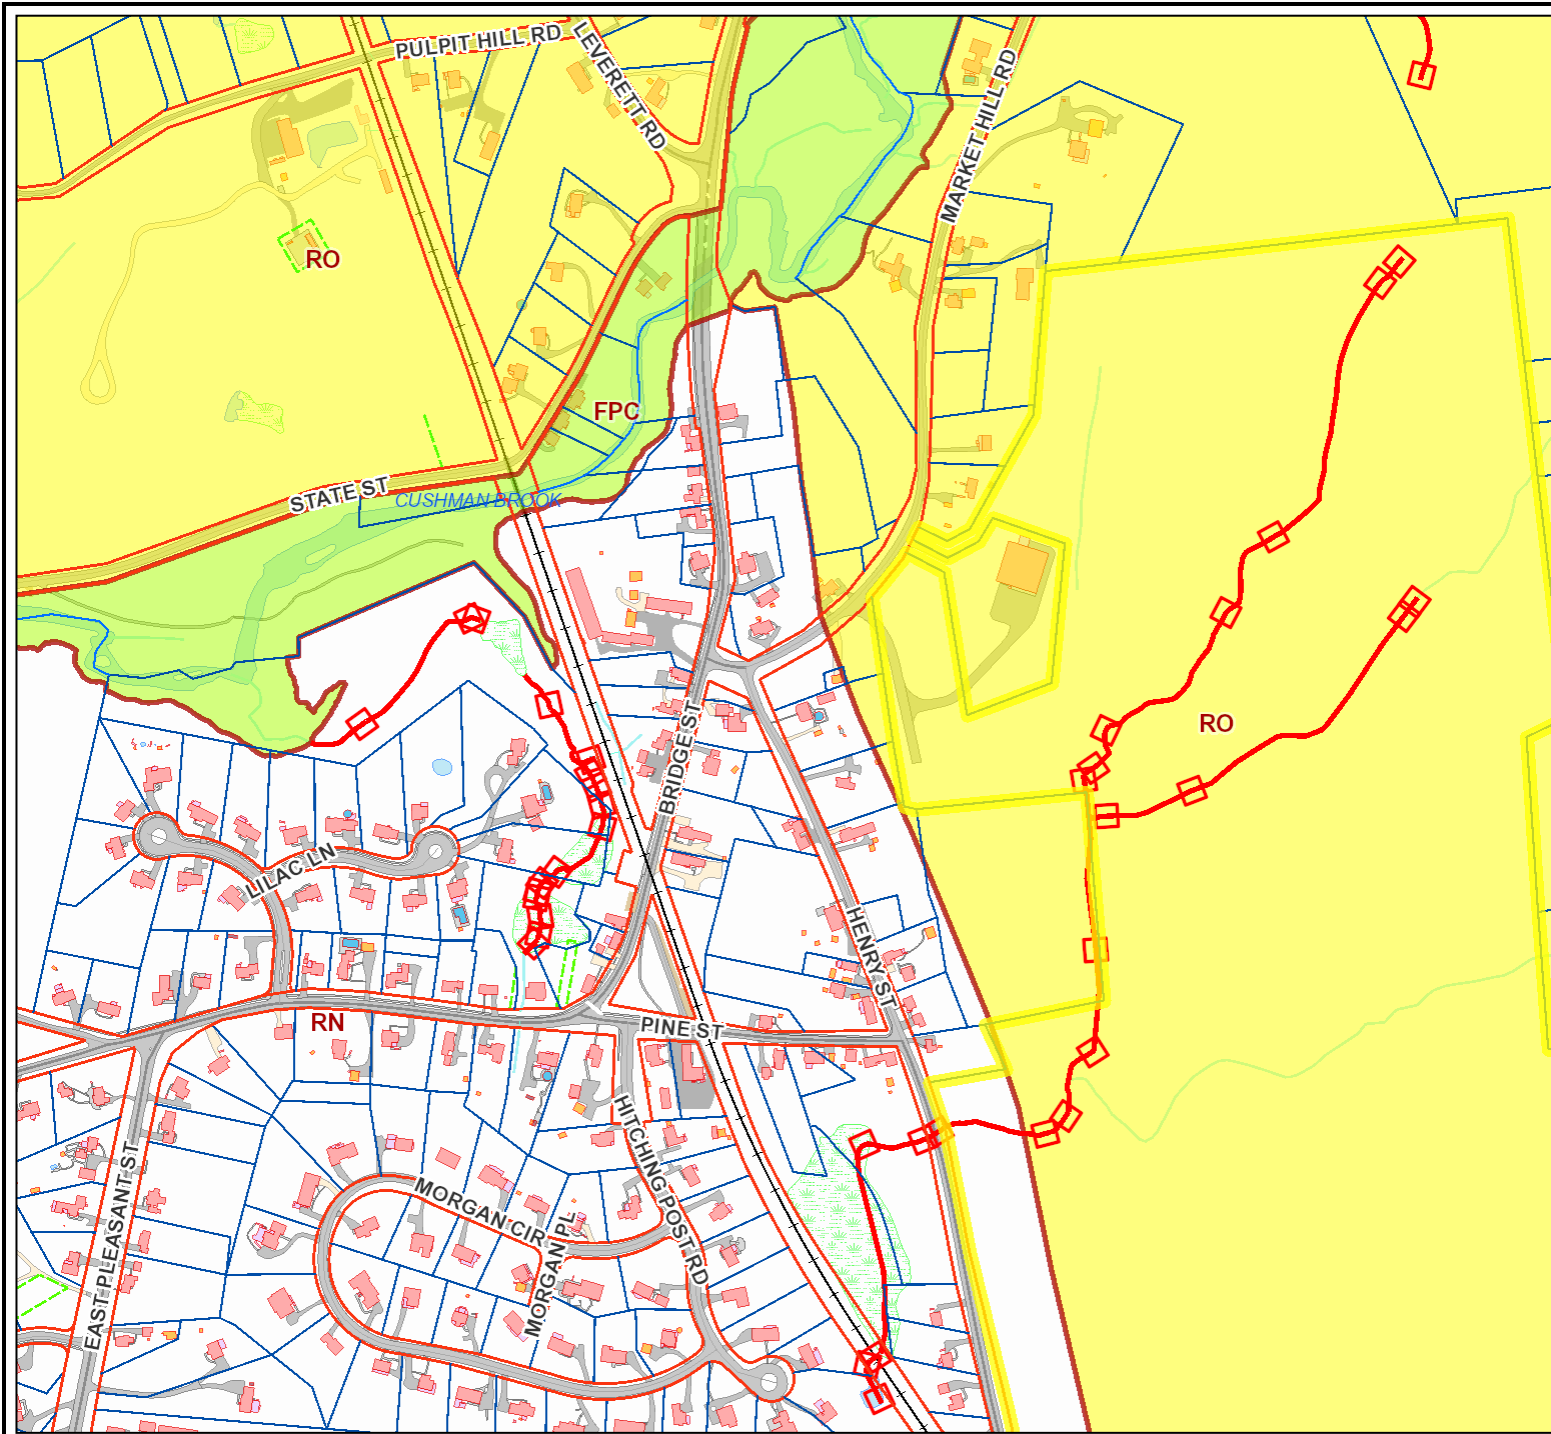 PULPIT HILL RD
LEVERETT RD
MARKET HILL RD
RO
FPC
STATE ST
CUSHMAN BROOK
BRIDGE ST
RO
LILAC LN
HENRY ST
RN
PINE ST
HITCHING POST RD
EAST PLEASANT ST
MORGAN CIR
MORGAN PL